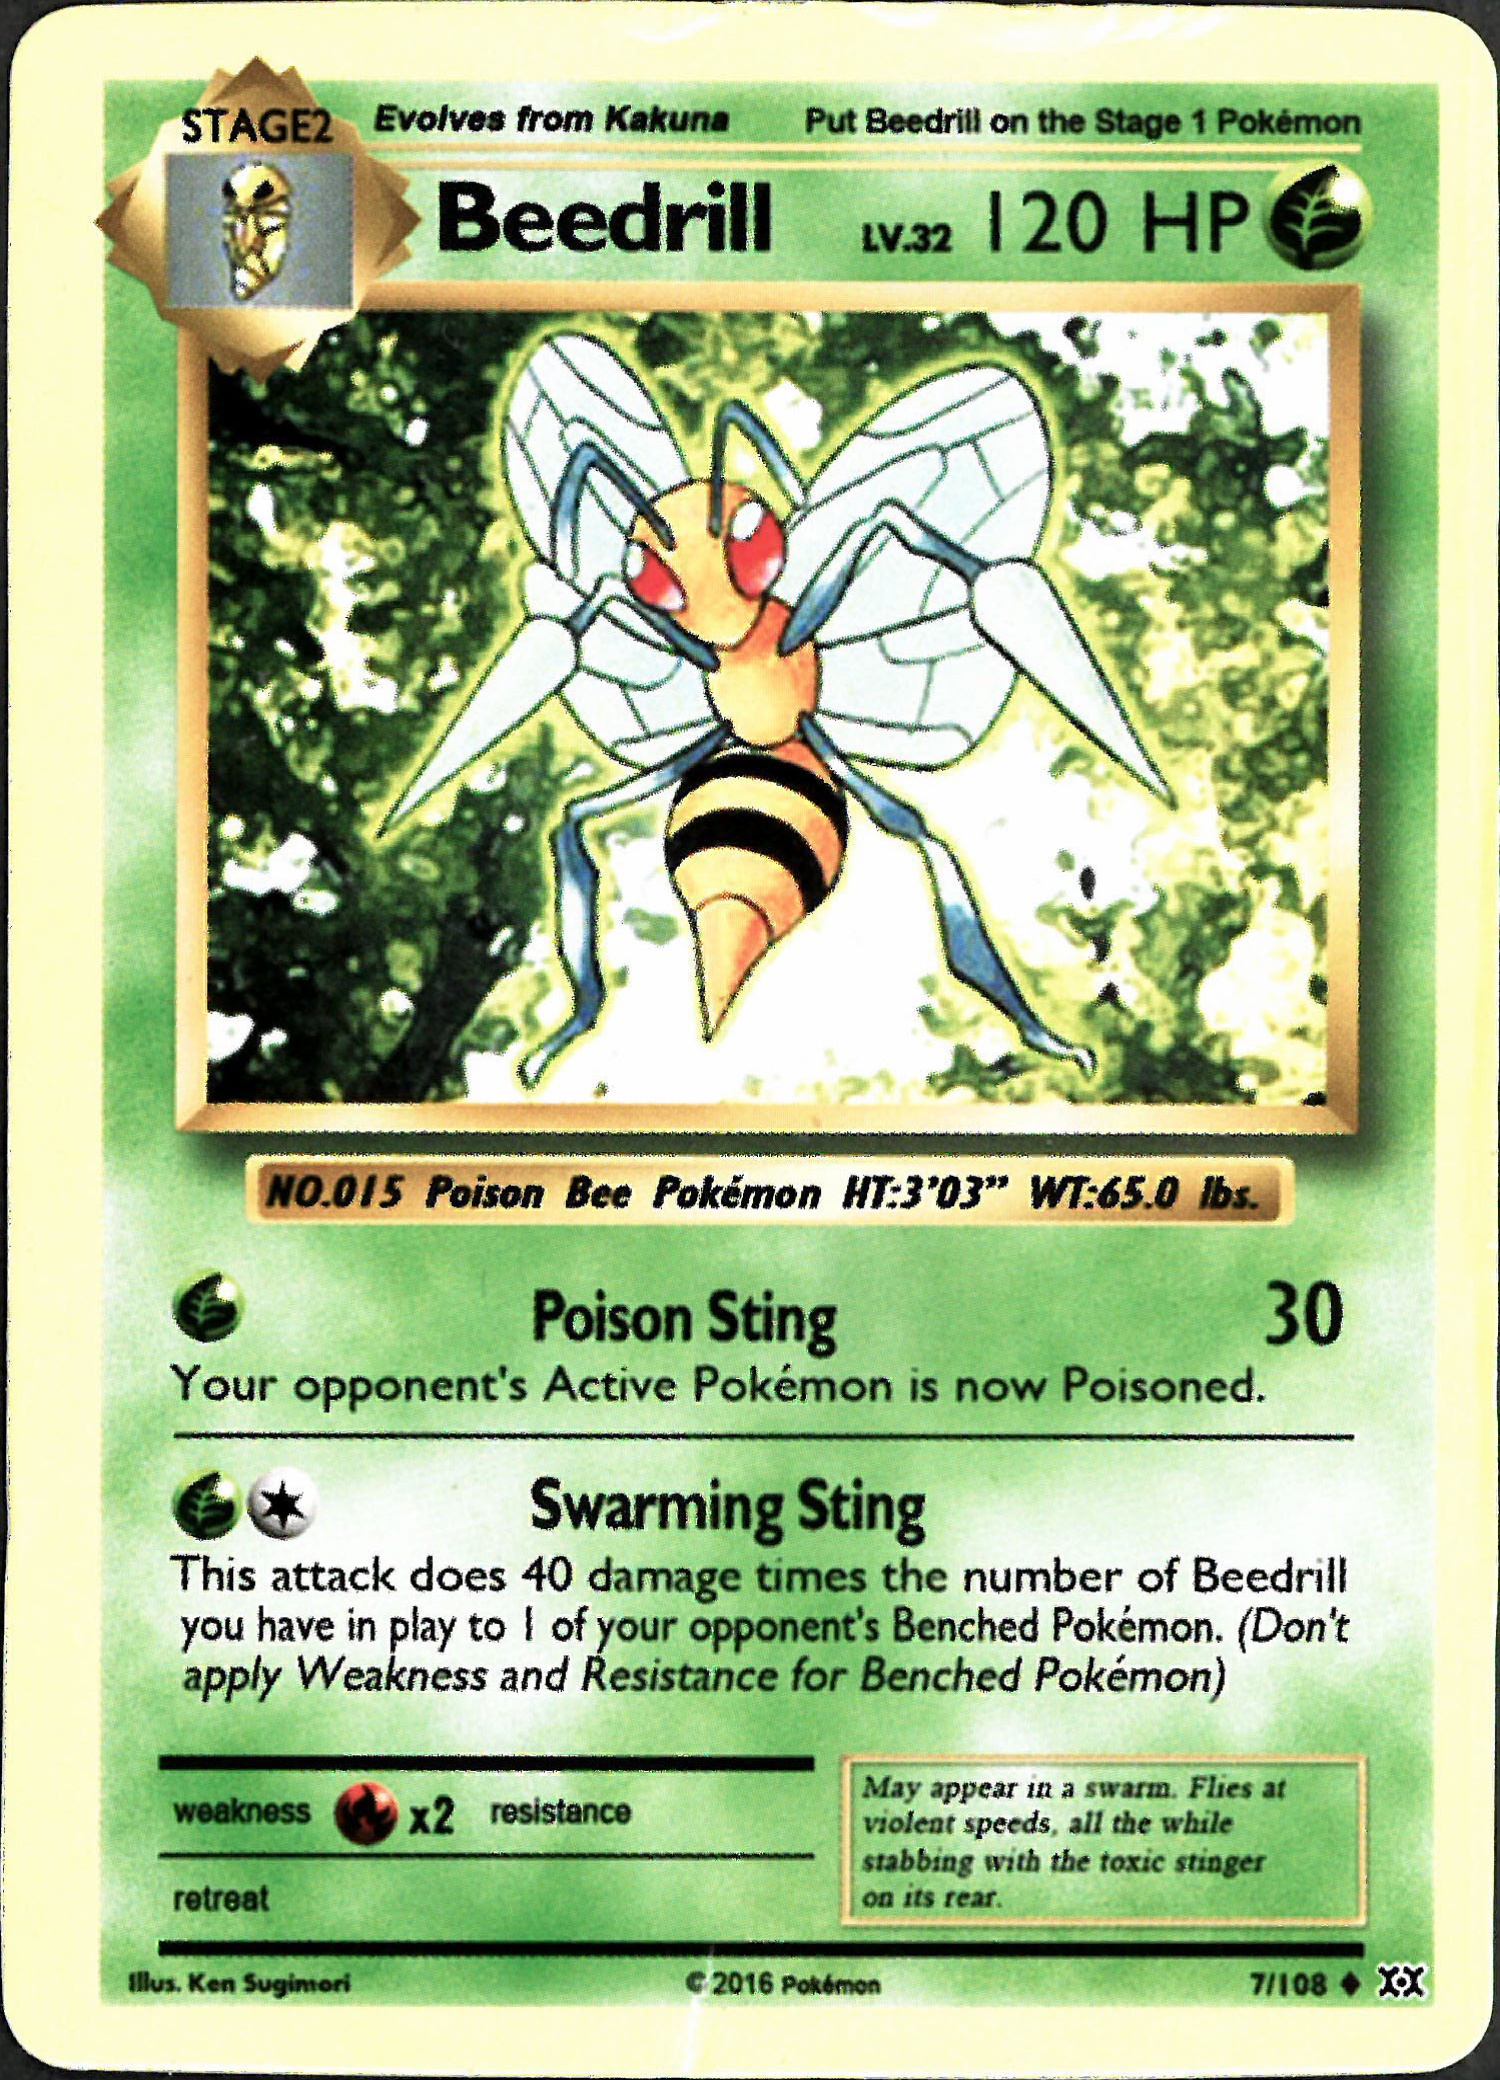 STAGE2 Evolves from Kakuna Put Beedrill on the Stage 1 Pokémon
Beedrill LV.32 120 HP
NO.015 Poison Bee Pokémon HT:3'03" WT:65.0 lbs.
Poison Sting 30
Your opponent's Active Pokémon is now Poisoned.
Swarming Sting
This attack does 40 damage times the number of Beedrill
you have in play to 1 of your opponent's Benched Pokémon. (Don't
apply Weakness and Resistance for Benched Pokémon)
weakness x2 resistance
retreat
May appear in a swarm. Flies at
violent speeds, all the while
stabbing with the toxic stinger
on its rear.
Illus. Ken Sugimori © 2016 Pokémon 7/108